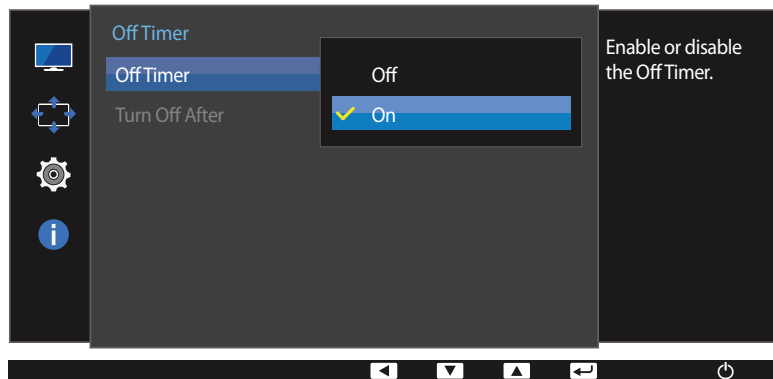 Off Timer
Off Timer
Turn Off After
Off
On
Enable or disable
the Off Timer.